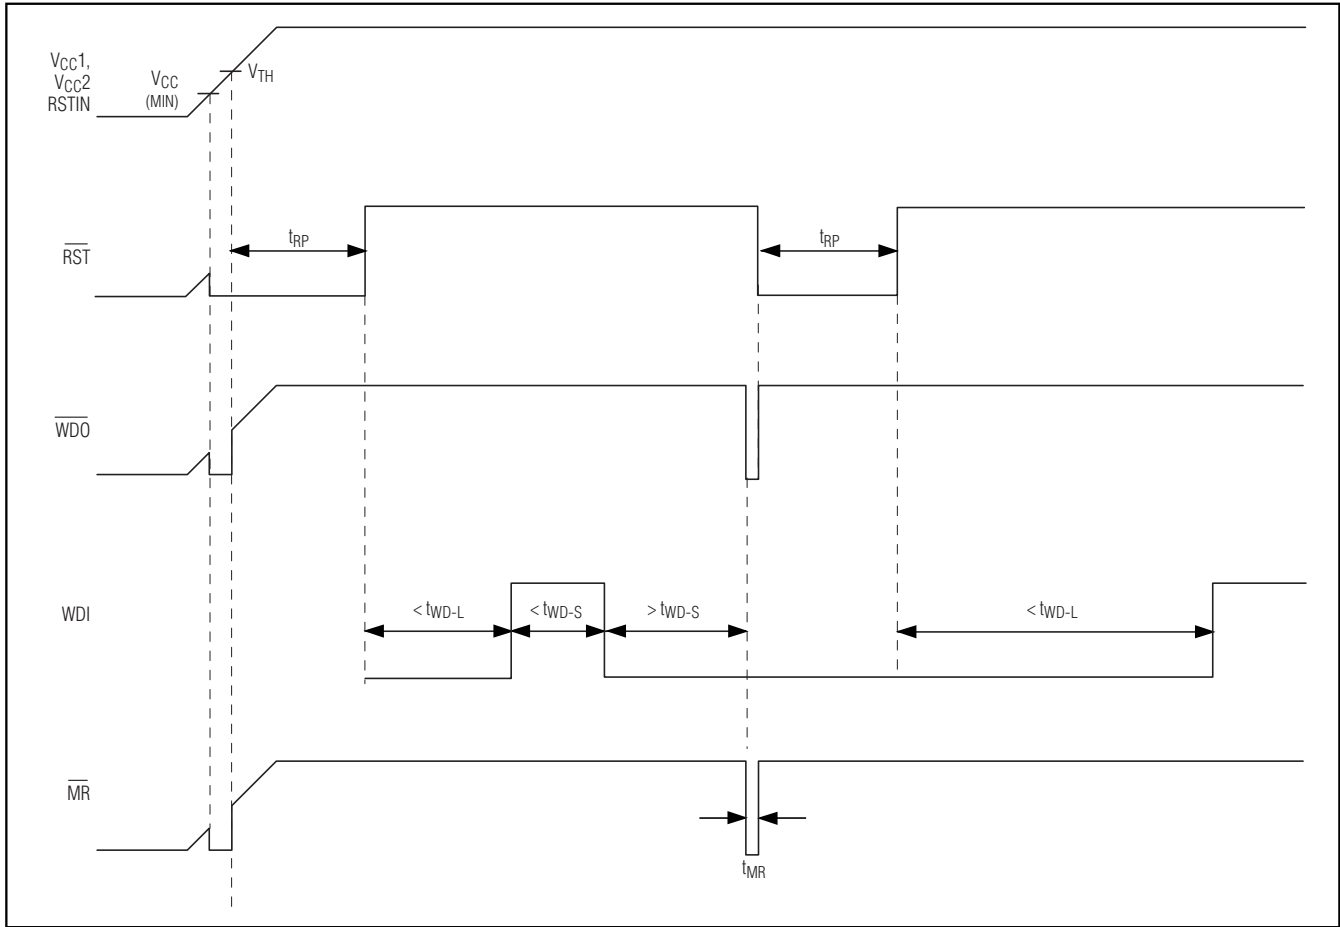 VCC1,
VCC2
RSTIN
VCC
(MIN)
VTH
RST
tRP
tRP
WDO
WDI
< tWD-L
< tWD-S
> tWD-S
< tWD-L
MR
tMR